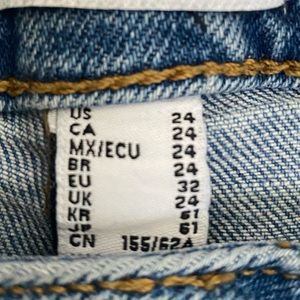 US 24
CA 24
MX/ECU 24
BR 24
EU 32
UK 24
KR 61
JP 61
CN 155/62A